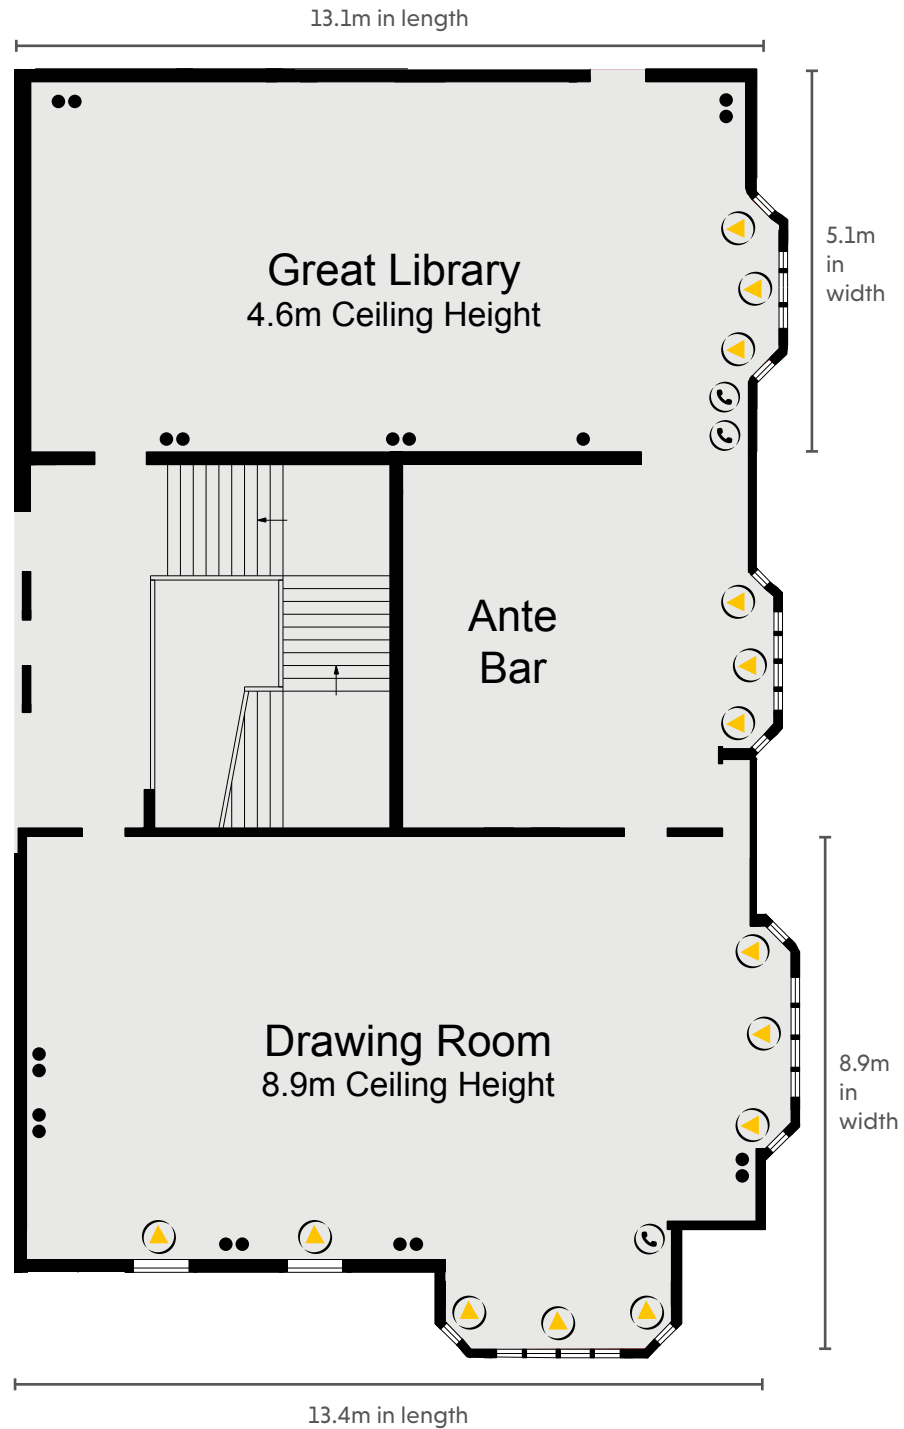 13.1m in length
5.1m
in
width
Great Library
4.6m Ceiling Height
Ante
Bar
Drawing Room
8.9m Ceiling Height
8.9m
in
width
13.4m in length